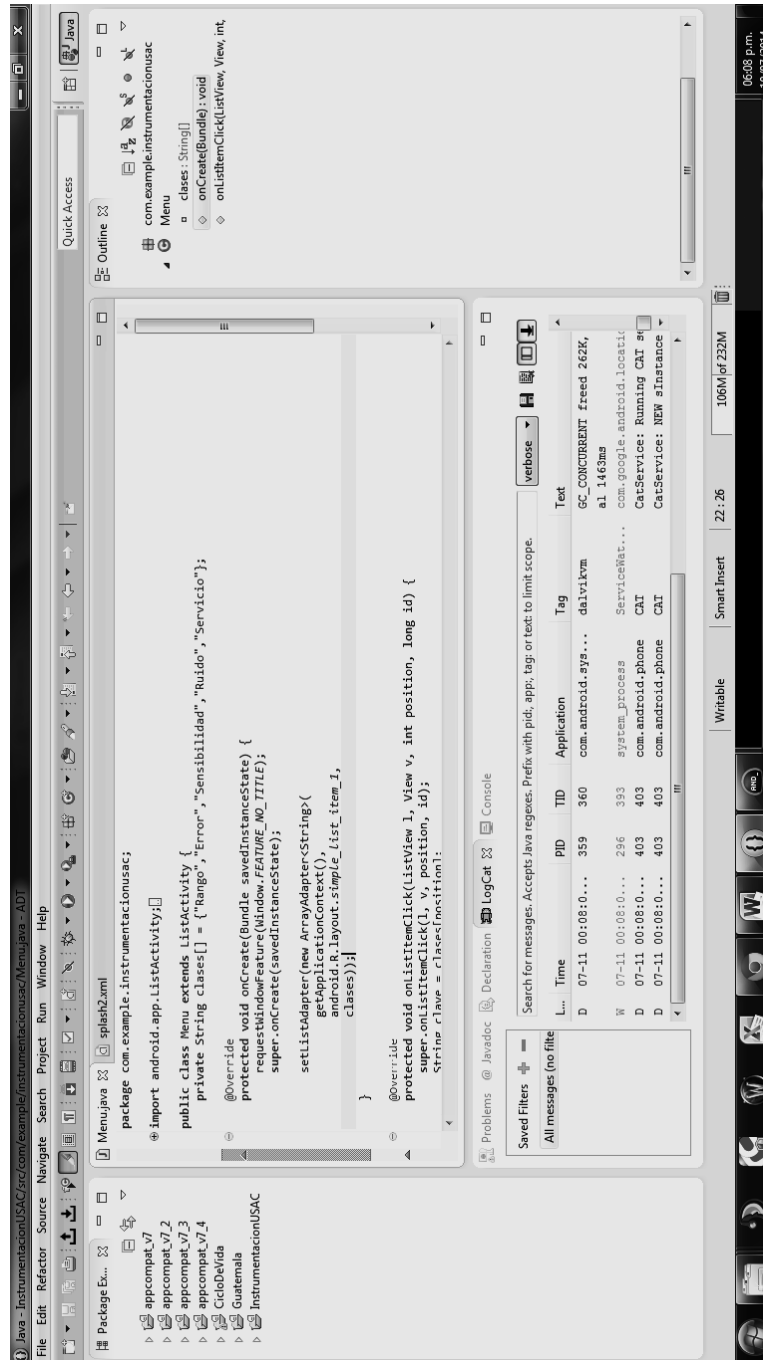 Java - InstrumentacionUSAC/src/com/example/instrumentacionusac/Menu.java - ADT
File Edit Refactor Source Navigate Search Project Run Window Help
Quick Access
Java
Package Ex...
appcompat_v7
appcompat_v7_2
appcompat_v7_3
appcompat_v7_4
CicloDeVida
Guatemala
InstrumentacionUSAC
Menu.java
splash2.xml
package com.example.instrumentacionusac;
import android.app.ListActivity;
public class Menu extends ListActivity {
private String clases[] = {"Rango","Error","Sensibilidad","Ruido","Servicio"};
@Override
protected void onCreate(Bundle savedInstanceState) {
requestWindowFeature(Window.FEATURE_NO_TITLE);
super.onCreate(savedInstanceState);
setListAdapter(new ArrayAdapter<String>(
getApplicationContext(),
android.R.layout.simple_list_item_1,
clases));
}
@Override
protected void onListItemClick(ListView l, View v, int position, long id) {
super.onListItemClick(l, v, position, id);
String clave = clases[position];
Outline
com.example.instrumentacionusac
Menu
clases : String[]
onCreate(Bundle) : void
onListItemClick(ListView, View, int,
Problems @ Javadoc Declaration LogCat Console
Saved Filters
All messages (no filte
Search for messages. Accepts Java regexes. Prefix with pid:, app:, tag: or text: to limit scope.
verbose
L... Time PID TID Application Tag Text
D 07-11 00:08:0... 359 360 com.android.sys... dalvikvm GC_CONCURRENT freed 262K,
al 1463ms
W 07-11 00:08:0... 296 393 system_process ServiceWat... com.google.android.locatio
D 07-11 00:08:0... 403 403 com.android.phone CAT CatService: Running CAT se
D 07-11 00:08:0... 403 403 com.android.phone CAT CatService: NEW sInstance
Writable
Smart Insert
22 : 26
106M of 232M
06:08 p.m.